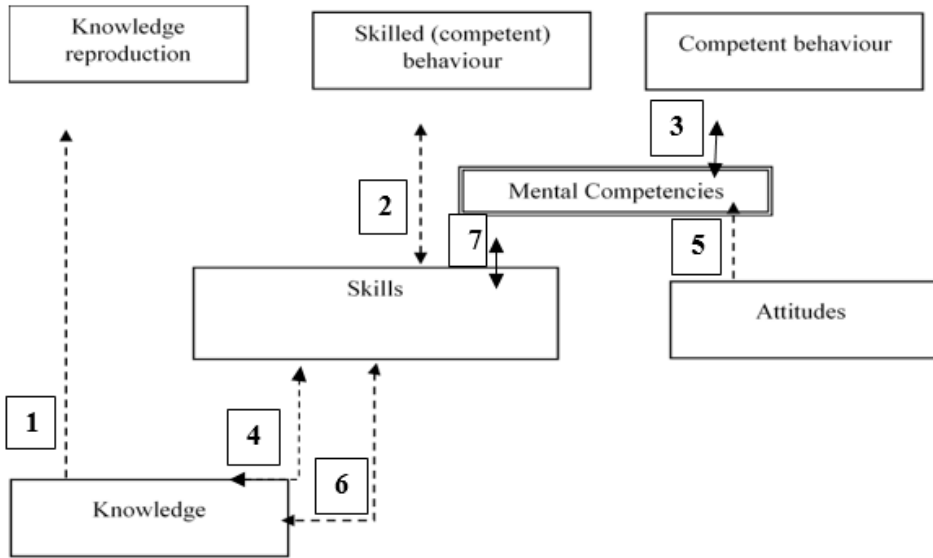 Knowledge
reproduction
Skilled (competent)
behaviour
Competent behaviour
3
Mental Competencies
2
7
5
Skills
Attitudes
1
4
6
Knowledge